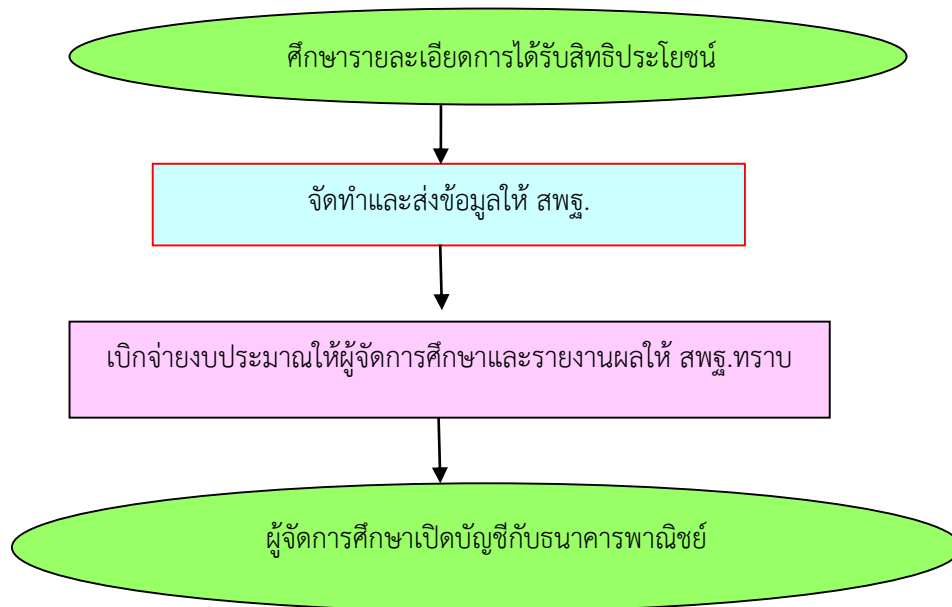 ศึกษารายละเอียดการได้รับสิทธิประโยชน์
จัดทำและส่งข้อมูลให้ สพฐ.
เบิกจ่ายงบประมาณให้ผู้จัดการศึกษาและรายงานผลให้ สพฐ.ทราบ
ผู้จัดการศึกษาเปิดบัญชีกับธนาคารพาณิชย์